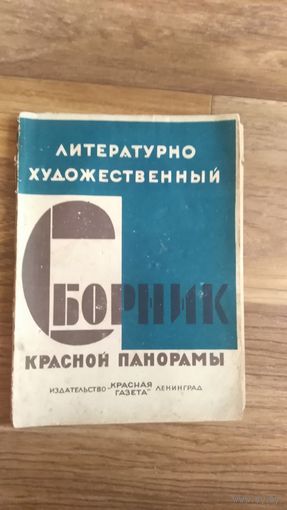 ЛИТЕРАТУРНО
ХУДОЖЕСТВЕННЫЙ
СБОРНИК
КРАСНОЙ ПАНОРАМЫ
ИЗДАТЕЛЬСТВО „КРАСНАЯ ГАЗЕТА“ ЛЕНИНГРАД